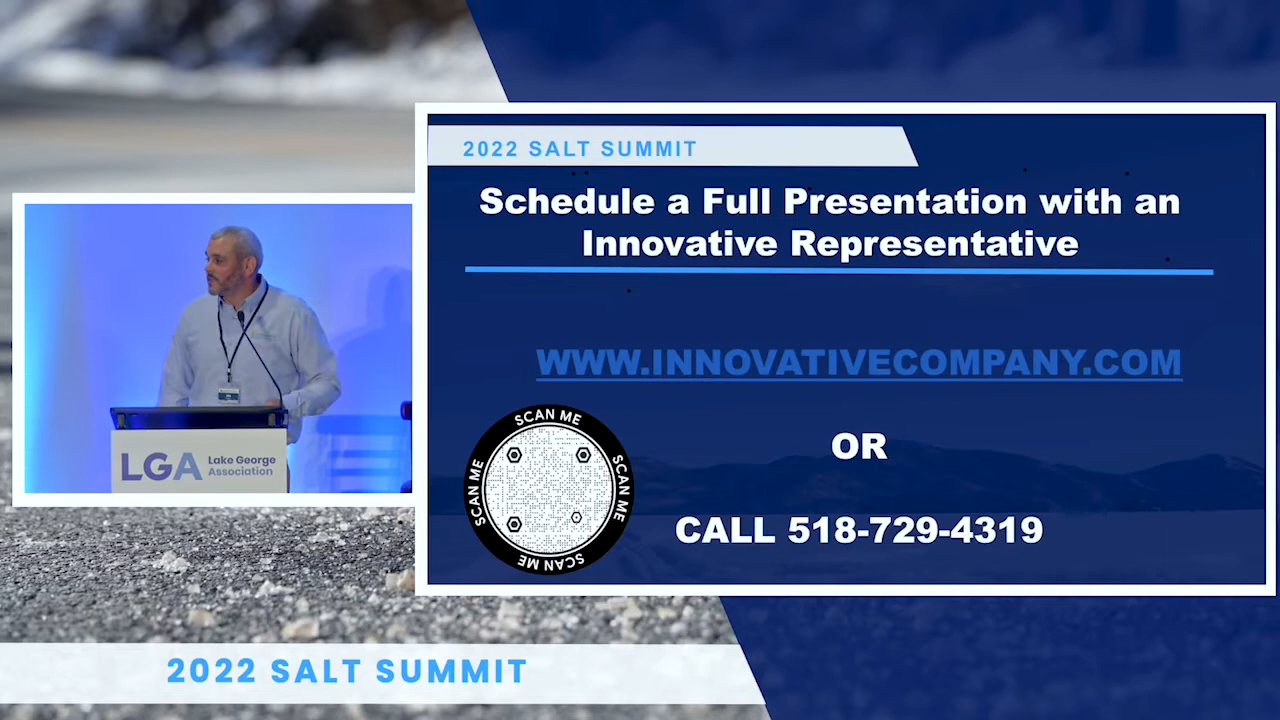 2022 SALT SUMMIT
Schedule a Full Presentation with an
Innovative Representative
WWW.INNOVATIVECOMPANY.COM
OR
CALL 518-729-4319
SCAN ME
SCAN ME
SCAN ME
SCAN ME
LGA Lake George
Association
2022 SALT SUMMIT